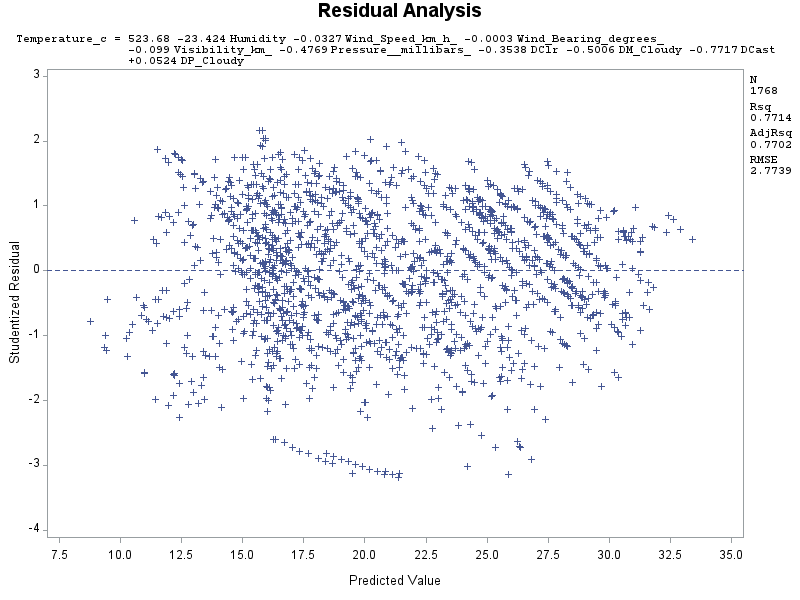 Residual Analysis
Temperature_c = 523.68 -23.424 Humidity -0.0327 Wind_Speed_km_h_ -0.0003 Wind_Bearing_degrees_
-0.099 Visibility_km_ -0.4769 Pressure__millibars_ -0.3538 DClr -0.5006 DM_Cloudy -0.7717 DCast
+0.0524 DP_Cloudy
3
2
1
0
-1
-2
-3
-4
Studentized Residual
N
1768
Rsq
0.7714
AdjRsq
0.7702
RMSE
2.7739
7.5 10.0 12.5 15.0 17.5 20.0 22.5 25.0 27.5 30.0 32.5 35.0
Predicted Value